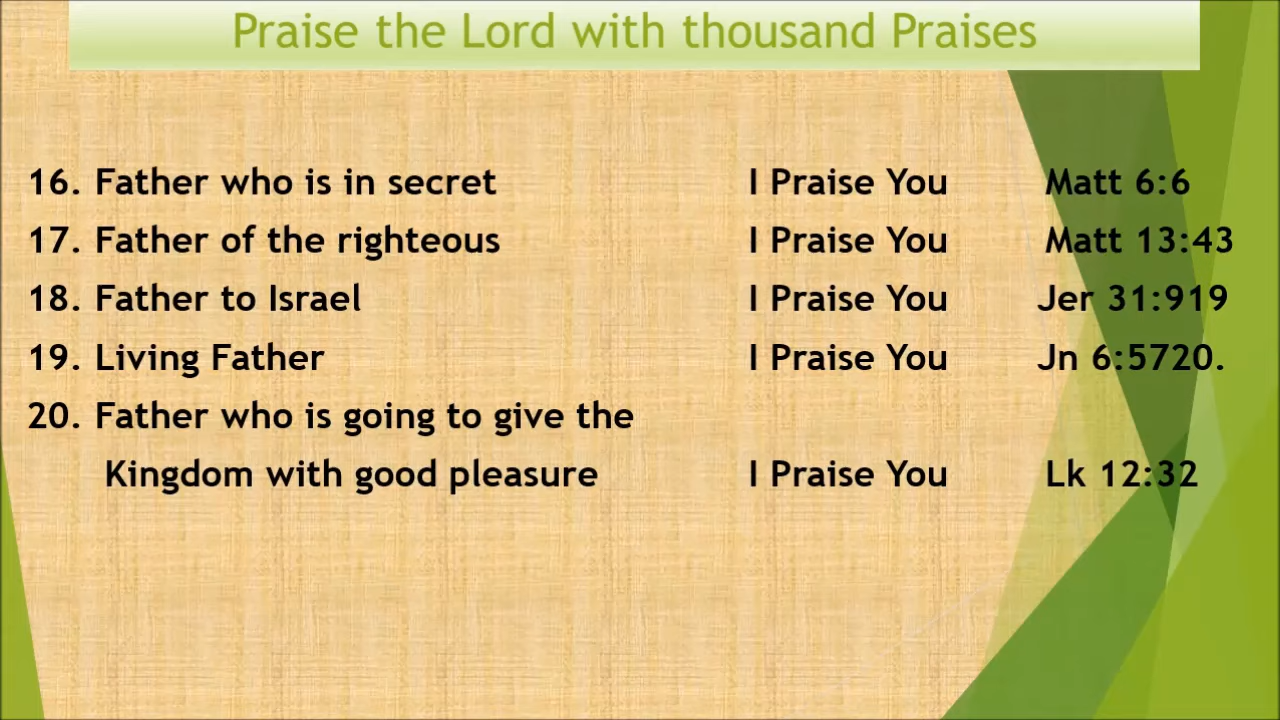 Praise the Lord with thousand Praises
16. Father who is in secret I Praise You Matt 6:6
17. Father of the righteous I Praise You Matt 13:43
18. Father to Israel I Praise You Jer 31:919
19. Living Father I Praise You Jn 6:5720.
20. Father who is going to give the
Kingdom with good pleasure I Praise You Lk 12:32